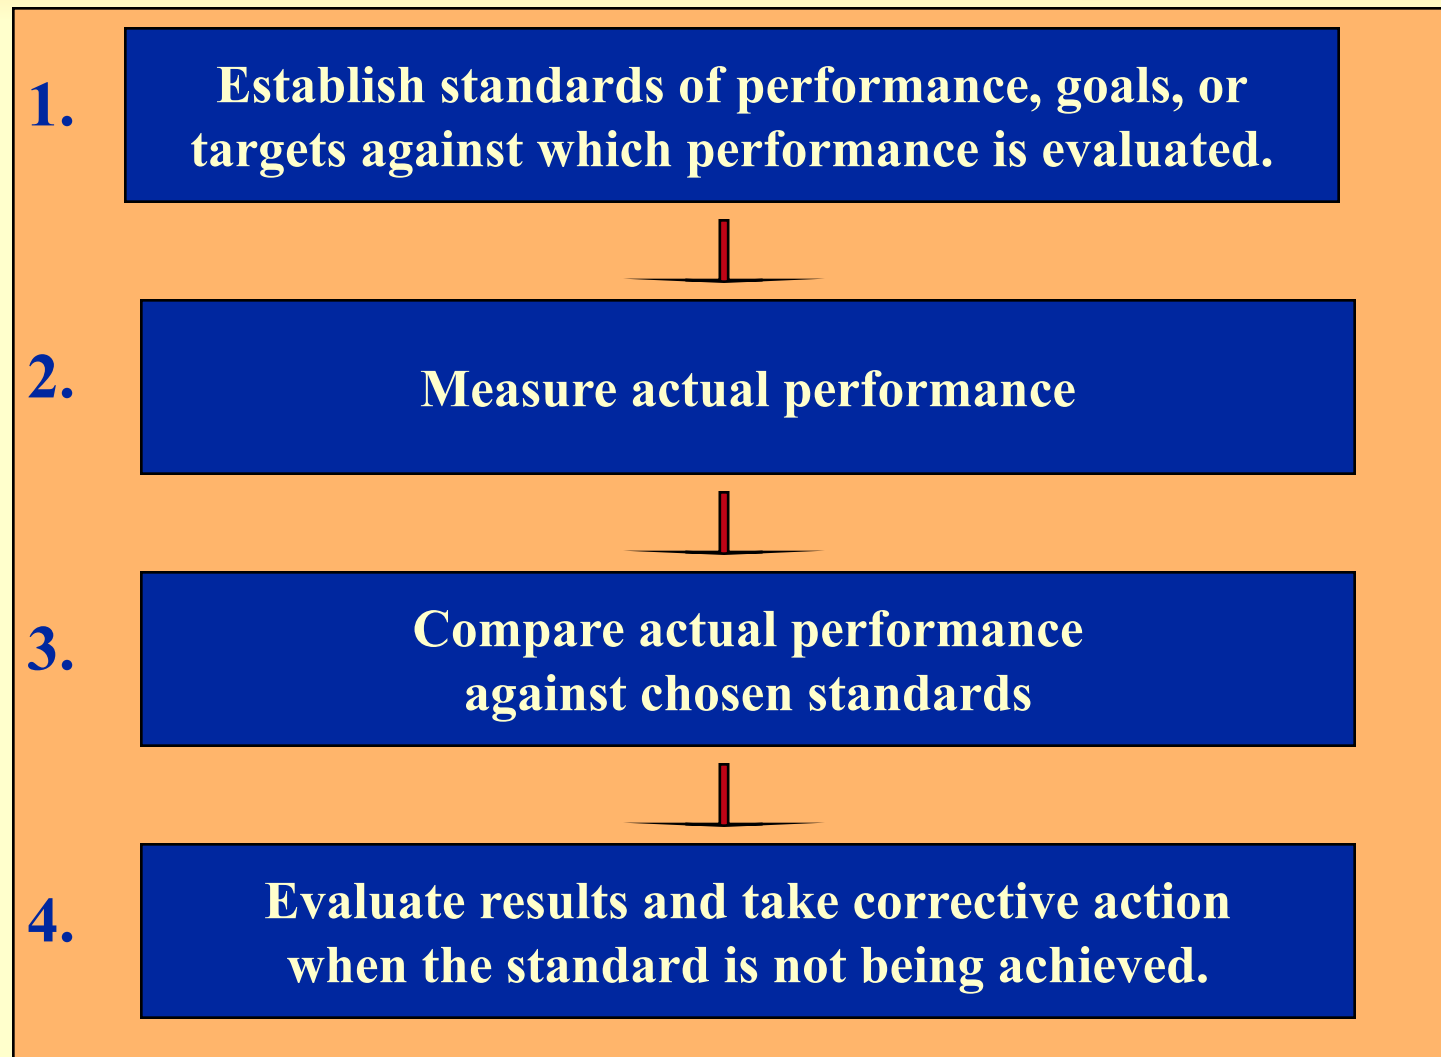 1.
Establish standards of performance, goals, or
targets against which performance is evaluated.
2.
Measure actual performance
3.
Compare actual performance
against chosen standards
4.
Evaluate results and take corrective action
when the standard is not being achieved.